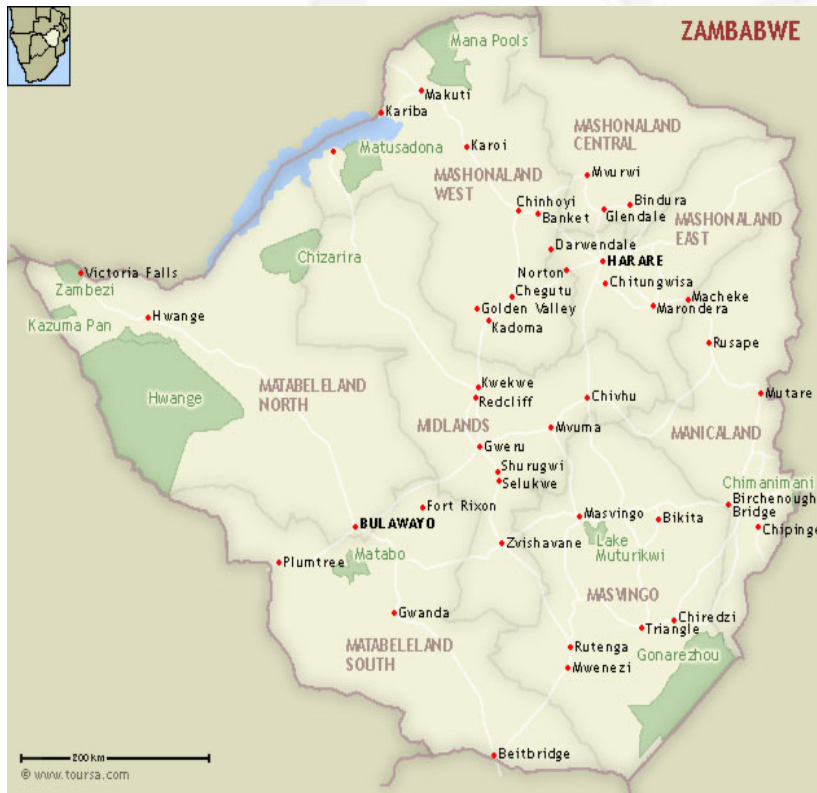 ZAMBABWE
Mana Pools
Makuti
Kariba
Karoi
Matusadona
MASHONALAND
CENTRAL
MASHONALAND
WEST
Mvurwi
Chinhoyi
Banket
Bindura
Glendale
MASHONALAND
EAST
Darwendale
HARARE
Norton
Chizarira
Victoria Falls
Zambezi
Chitungwisa
Chegutu
Macheke
Marondera
Golden Valley
Kadoma
Kazuma Pan
Hwange
Rusape
MATABELELAND
NORTH
Hwange
Kwekwe
Redcliff
Chivhu
Mutare
MIDLANDS
Mvuma
MANICALAND
Gweru
Shurugwi
Selukwe
Chimanimani
Birchenough
Bridge
Fort Rixon
BULAWAYO
Masvingo
Bikita
Chipinge
Lake
Muturikwi
Zvishavane
Matabo
Plumtree
MASVINGO
Gwanda
Chiredzi
Triangle
MATABELELAND
SOUTH
Rutenga
Gonarezhou
Mwenezi
Beitbridge
200 km
© www.toursa.com